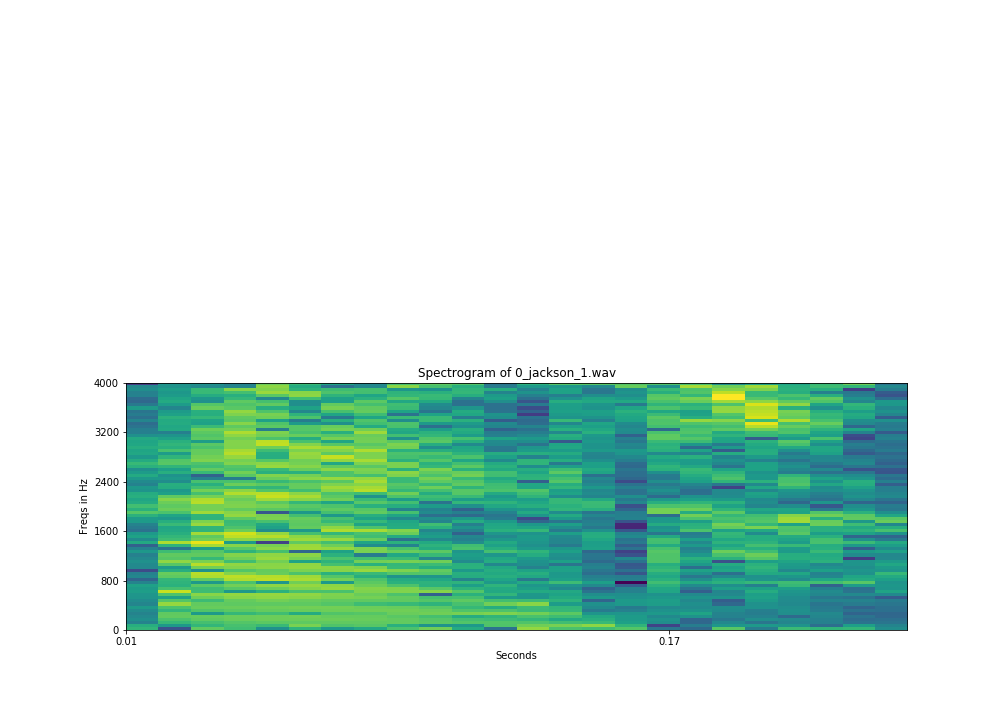 Spectrogram of 0_jackson_1.wav
4000
3200
2400
1600
800
0
Freqs in Hz
0.01 0.17
Seconds